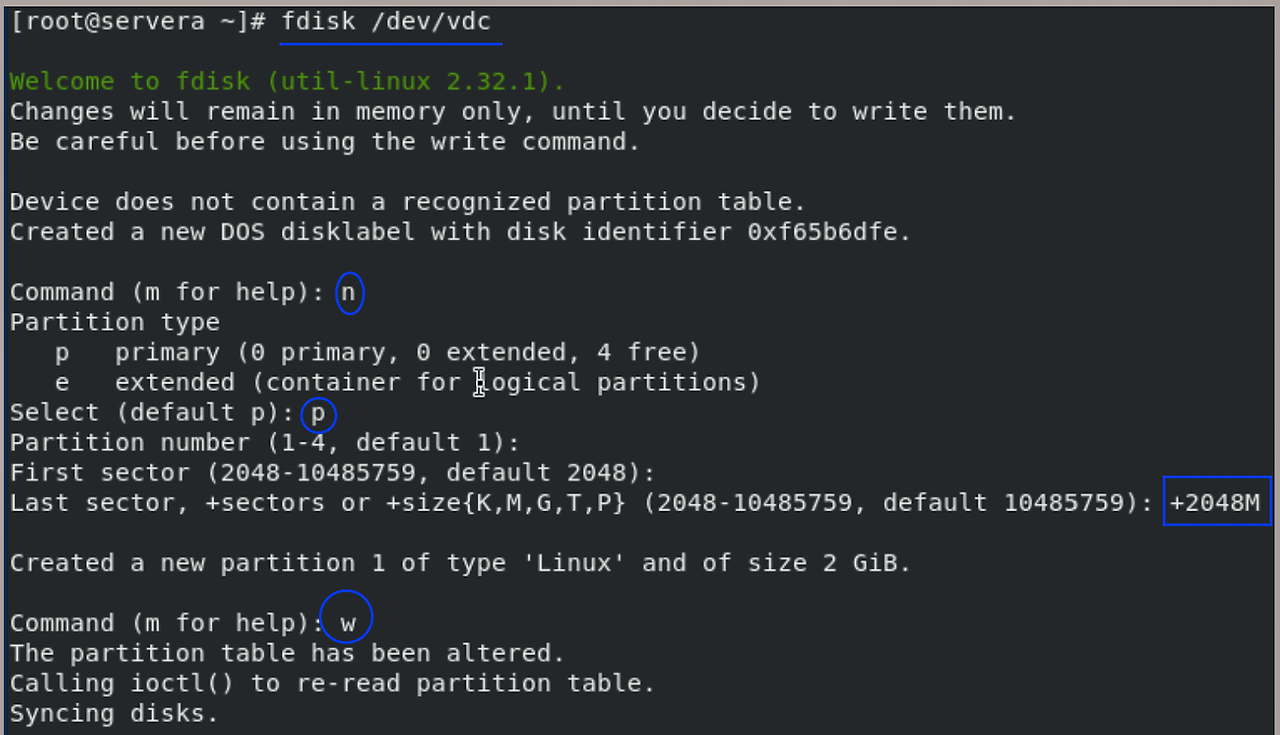 [root@servera ~]# fdisk /dev/vdc
Welcome to fdisk (util-linux 2.32.1).
Changes will remain in memory only, until you decide to write them.
Be careful before using the write command.
Device does not contain a recognized partition table.
Created a new DOS disklabel with disk identifier 0xf65b6dfe.
Command (m for help): n
Partition type
   p   primary (0 primary, 0 extended, 4 free)
   e   extended (container for logical partitions)
Select (default p): p
Partition number (1-4, default 1):
First sector (2048-10485759, default 2048):
Last sector, +sectors or +size{K,M,G,T,P} (2048-10485759, default 10485759): +2048M
Created a new partition 1 of type 'Linux' and of size 2 GiB.
Command (m for help): w
The partition table has been altered.
Calling ioctl() to re-read partition table.
Syncing disks.